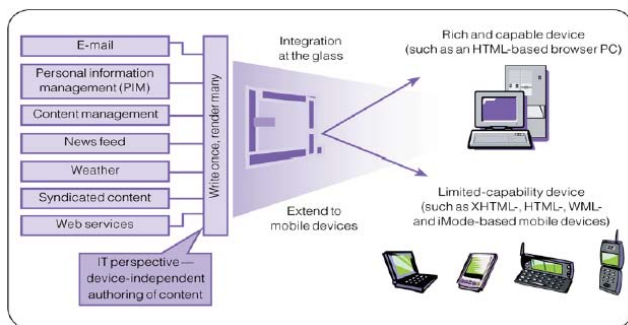 E-mail
Personal information
management (PIM)
Content management
News feed
Weather
Syndicated content
Web services
Write once, render many
IT perspective—
device-independent
authoring of content
Integration
at the glass
Extend to
mobile devices
Rich and capable device
(such as an HTML-based browser PC)
Limited-capability device
(such as XHTML-, HTML-, WML-
and iMode-based mobile devices)